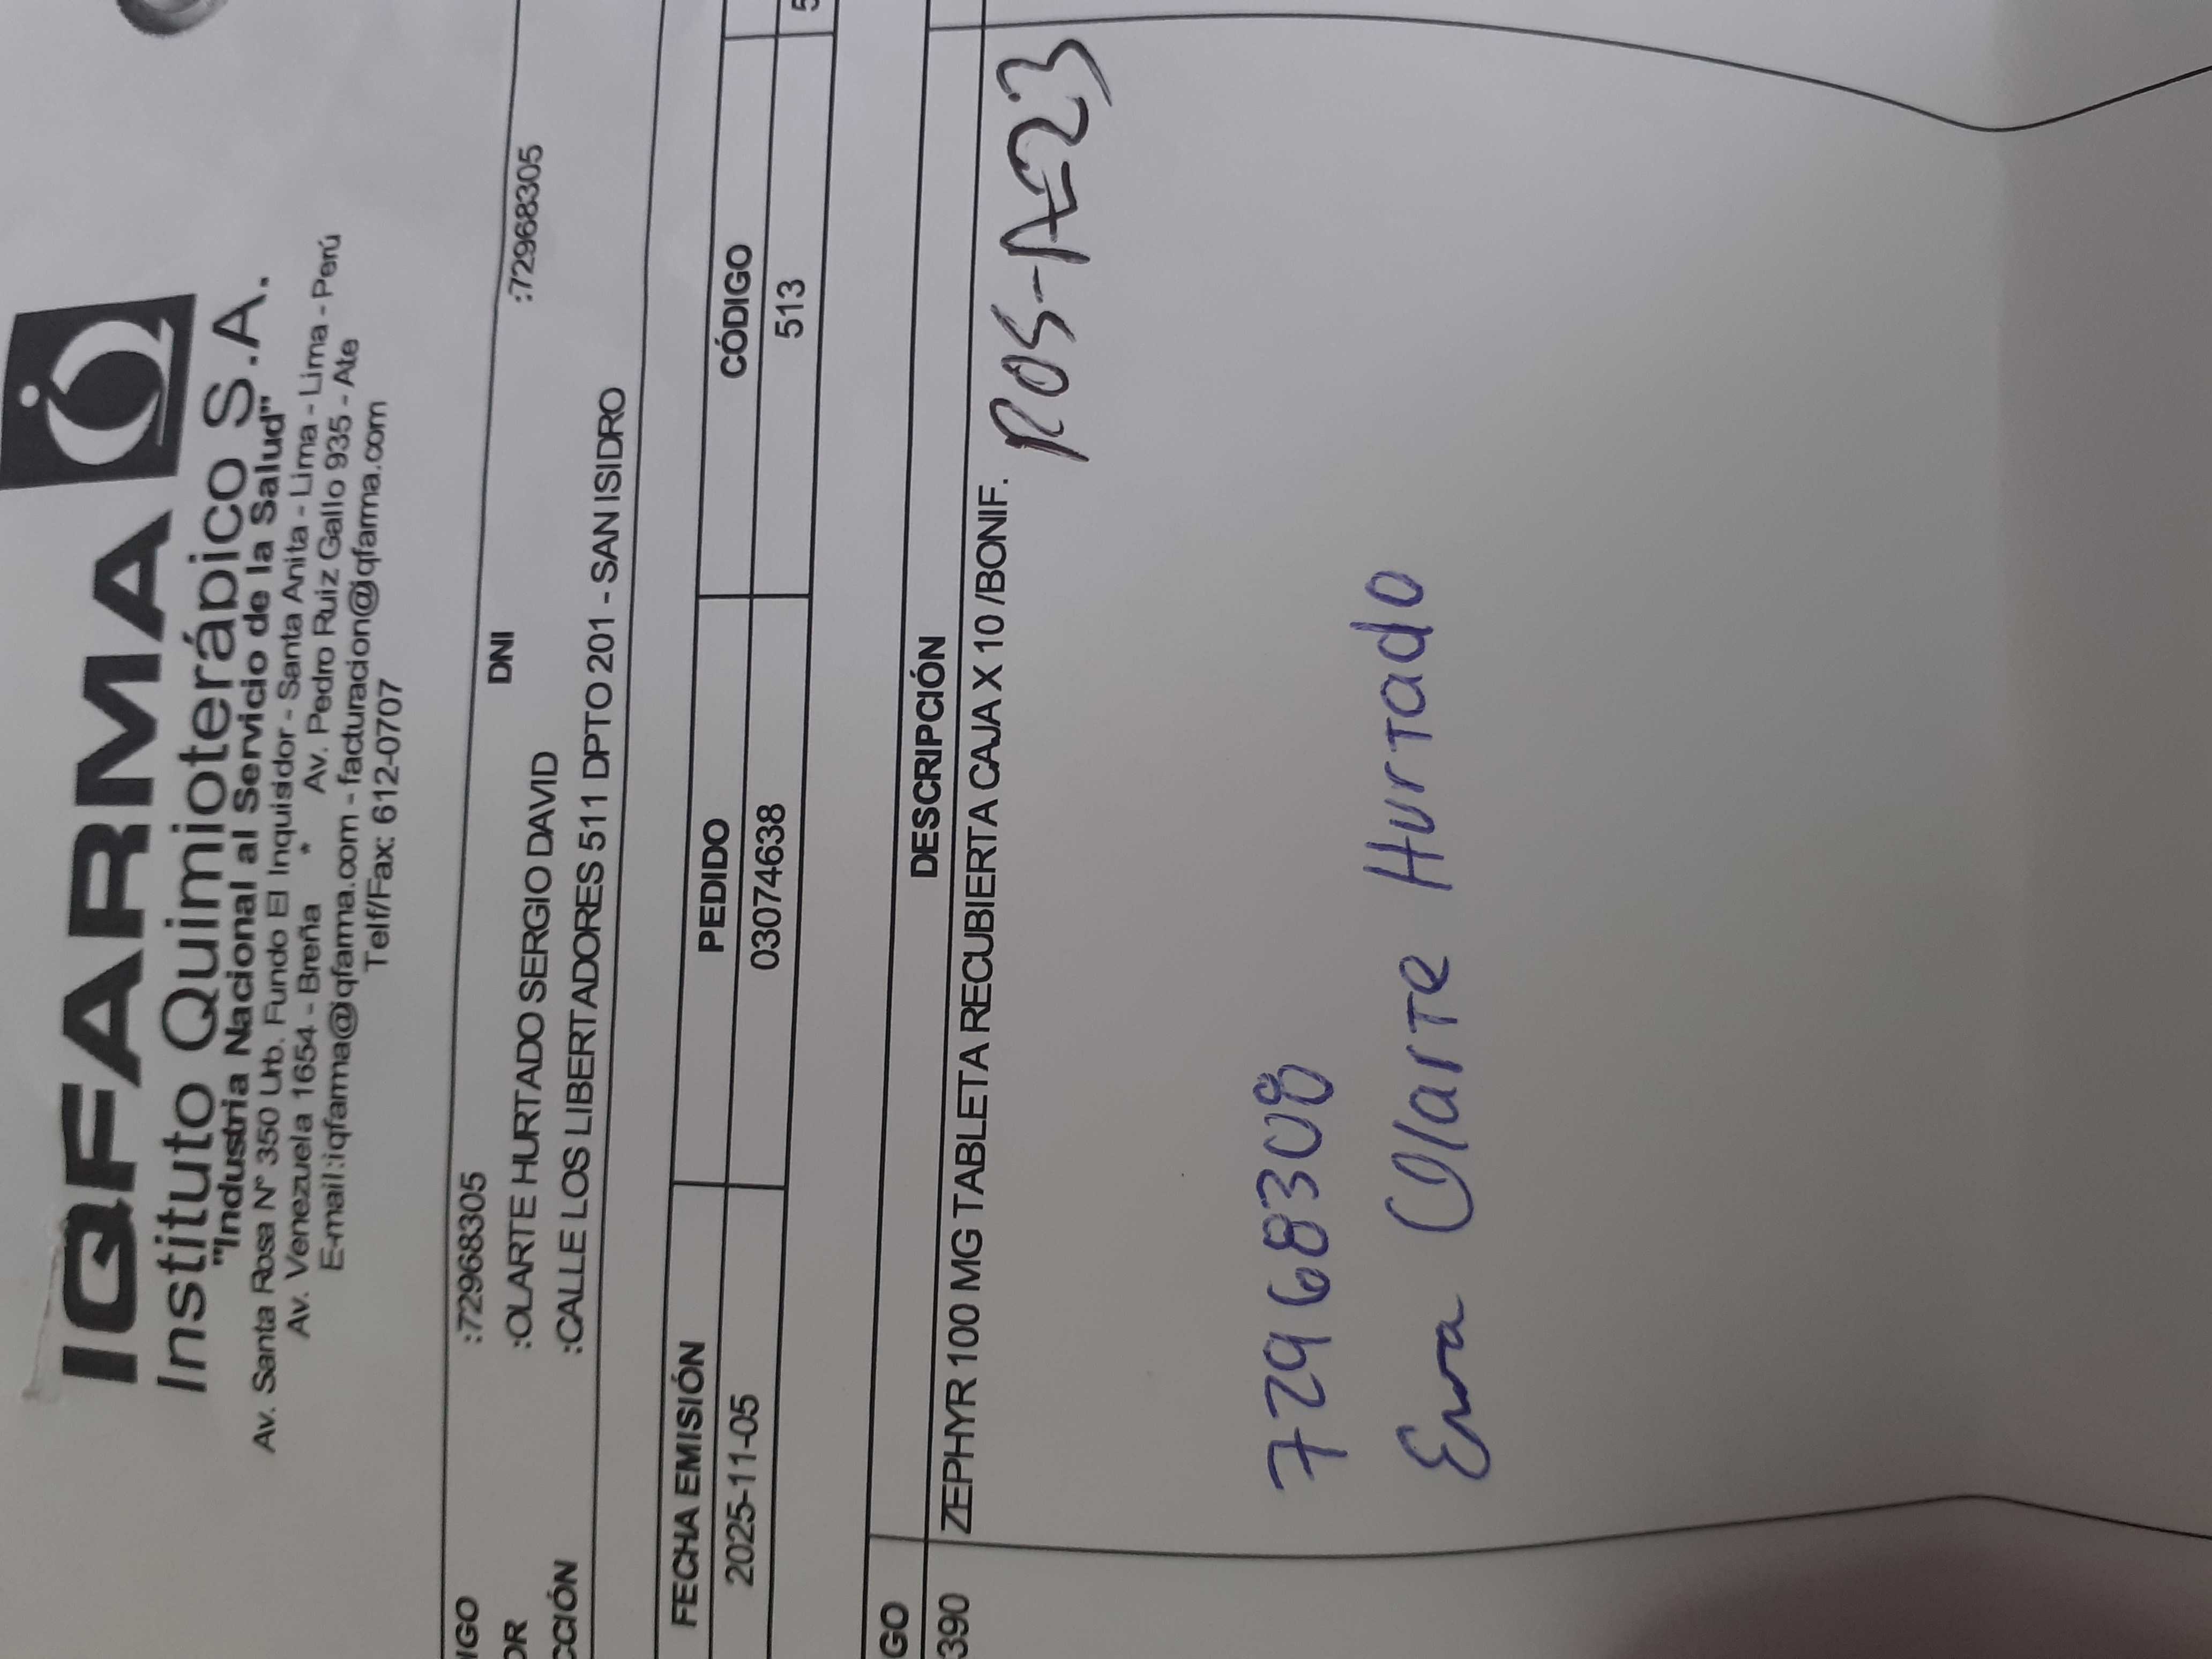 IQFARMA
Instituto Quimioterápico S.A.
"Industria Nacional al Servicio de la Salud"
Av. Santa Rosa Nº 350 Urb. Fundo El Inquisidor - Santa Anita - Lima - Lima - Perú
Av. Venezuela 1654 - Breña * Av. Pedro Ruiz Gallo 935 - Ate
E-mail:iqfarma@iqfarma.com - facturacion@iqfarma.com
Telf/Fax: 612-0707
IGO :72968305
OR :OLARTE HURTADO SERGIO DAVID DNI :72968305
CCIÓN :CALLE LOS LIBERTADORES 511 DPTO 201 - SAN ISIDRO
FECHA EMISIÓN PEDIDO CÓDIGO
2025-11-05 03074638 513 5
GO DESCRIPCIÓN
390 ZEPHYR 100 MG TABLETA RECUBIERTA CAJA X 10 /BONIF.
ROS-A-23
72968308
Olarte Hurtado